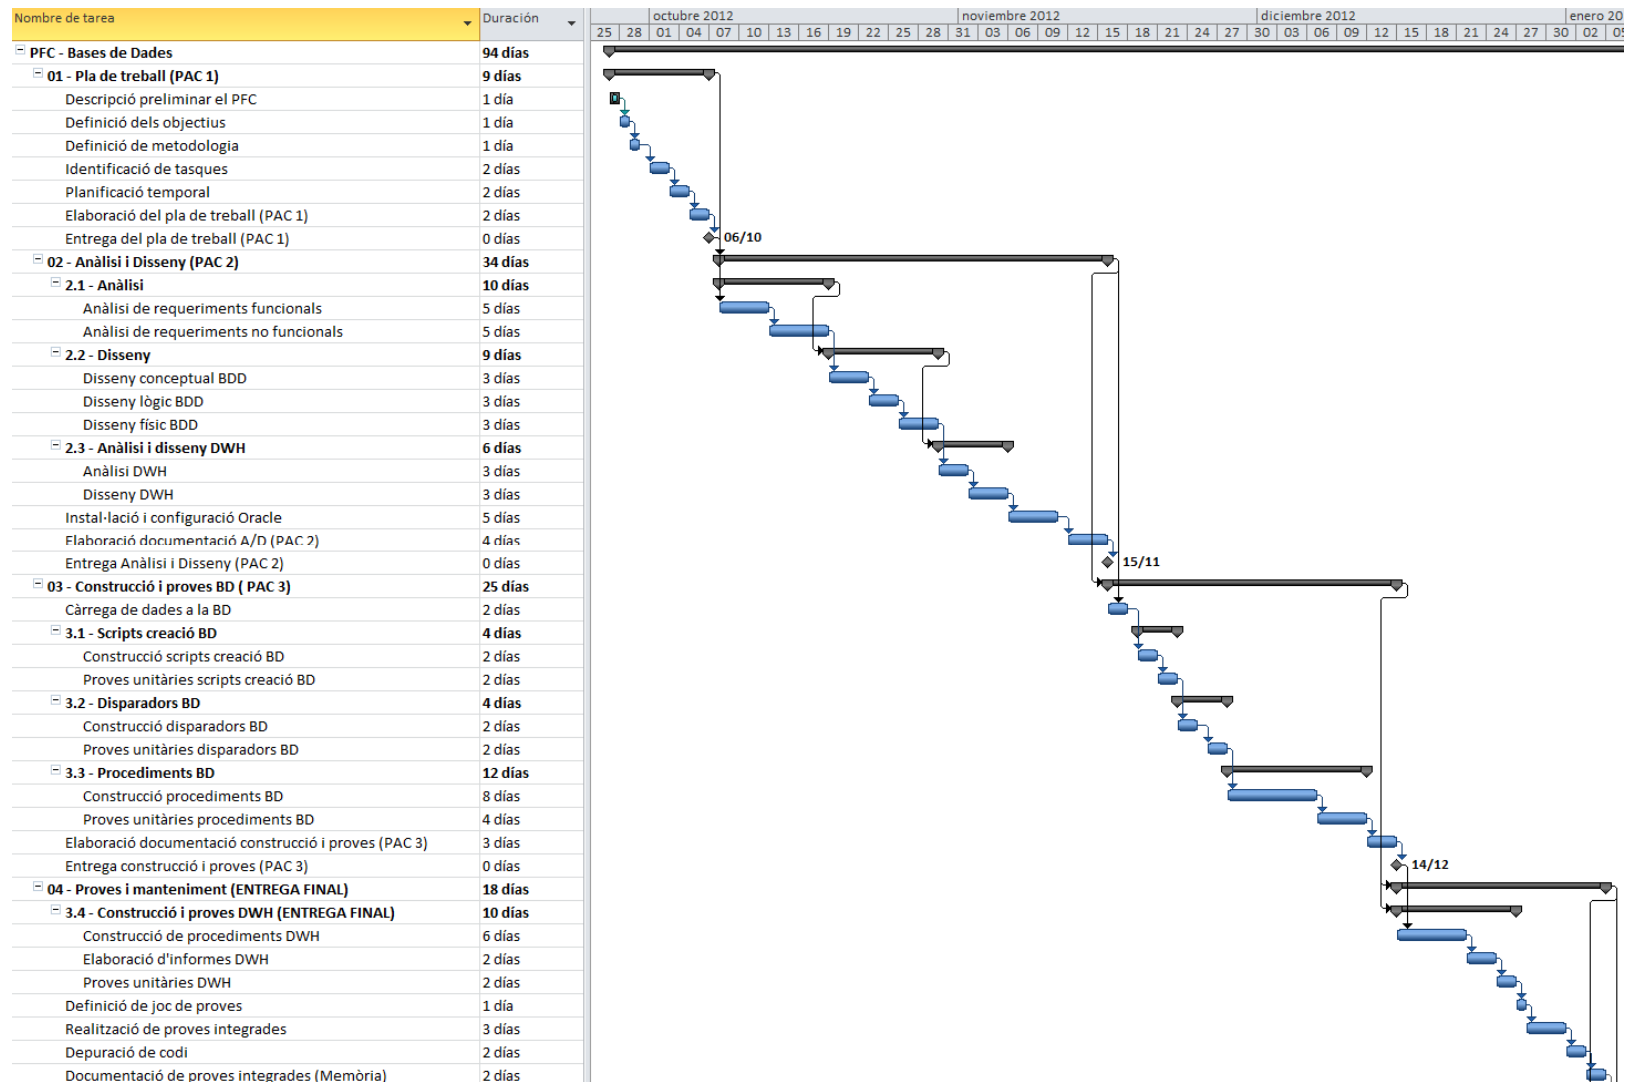 Nombre de tarea Duración octubre 2012 noviembre 2012 diciembre 2012 enero 20
25 28 01 04 07 10 13 16 19 22 25 28 31 03 06 09 12 15 18 21 24 27 30 03 06 09 12 15 18 21 24 27 30 02 05
PFC - Bases de Dades 94 días
01 - Pla de treball (PAC 1) 9 días
Descripció preliminar el PFC 1 día
Definició dels objectius 1 día
Definició de metodologia 1 día
Identificació de tasques 2 días
Planificació temporal 2 días
Elaboració del pla de treball (PAC 1) 2 días
Entrega del pla de treball (PAC 1) 0 días 06/10
02 - Anàlisi i Disseny (PAC 2) 34 días
2.1 - Anàlisi 10 días
Anàlisi de requeriments funcionals 5 días
Anàlisi de requeriments no funcionals 5 días
2.2 - Disseny 9 días
Disseny conceptual BDD 3 días
Disseny lògic BDD 3 días
Disseny físic BDD 3 días
2.3 - Anàlisi i disseny DWH 6 días
Anàlisi DWH 3 días
Disseny DWH 3 días
Instal·lació i configuració Oracle 5 días
Elaboració documentació A/D (PAC 2) 4 días
Entrega Anàlisi i Disseny (PAC 2) 0 días 15/11
03 - Construcció i proves BD ( PAC 3) 25 días
Càrrega de dades a la BD 2 días
3.1 - Scripts creació BD 4 días
Construcció scripts creació BD 2 días
Proves unitàries scripts creació BD 2 días
3.2 - Disparadors BD 4 días
Construcció disparadors BD 2 días
Proves unitàries disparadors BD 2 días
3.3 - Procediments BD 12 días
Construcció procediments BD 8 días
Proves unitàries procediments BD 4 días
Elaboració documentació construcció i proves (PAC 3) 3 días
Entrega construcció i proves (PAC 3) 0 días 14/12
04 - Proves i manteniment (ENTREGA FINAL) 18 días
3.4 - Construcció i proves DWH (ENTREGA FINAL) 10 días
Construcció de procediments DWH 6 días
Elaboració d'informes DWH 2 días
Proves unitàries DWH 2 días
Definició de joc de proves 1 día
Realització de proves integrades 3 días
Depuració de codi 2 días
Documentació de proves integrades (Memòria) 2 días